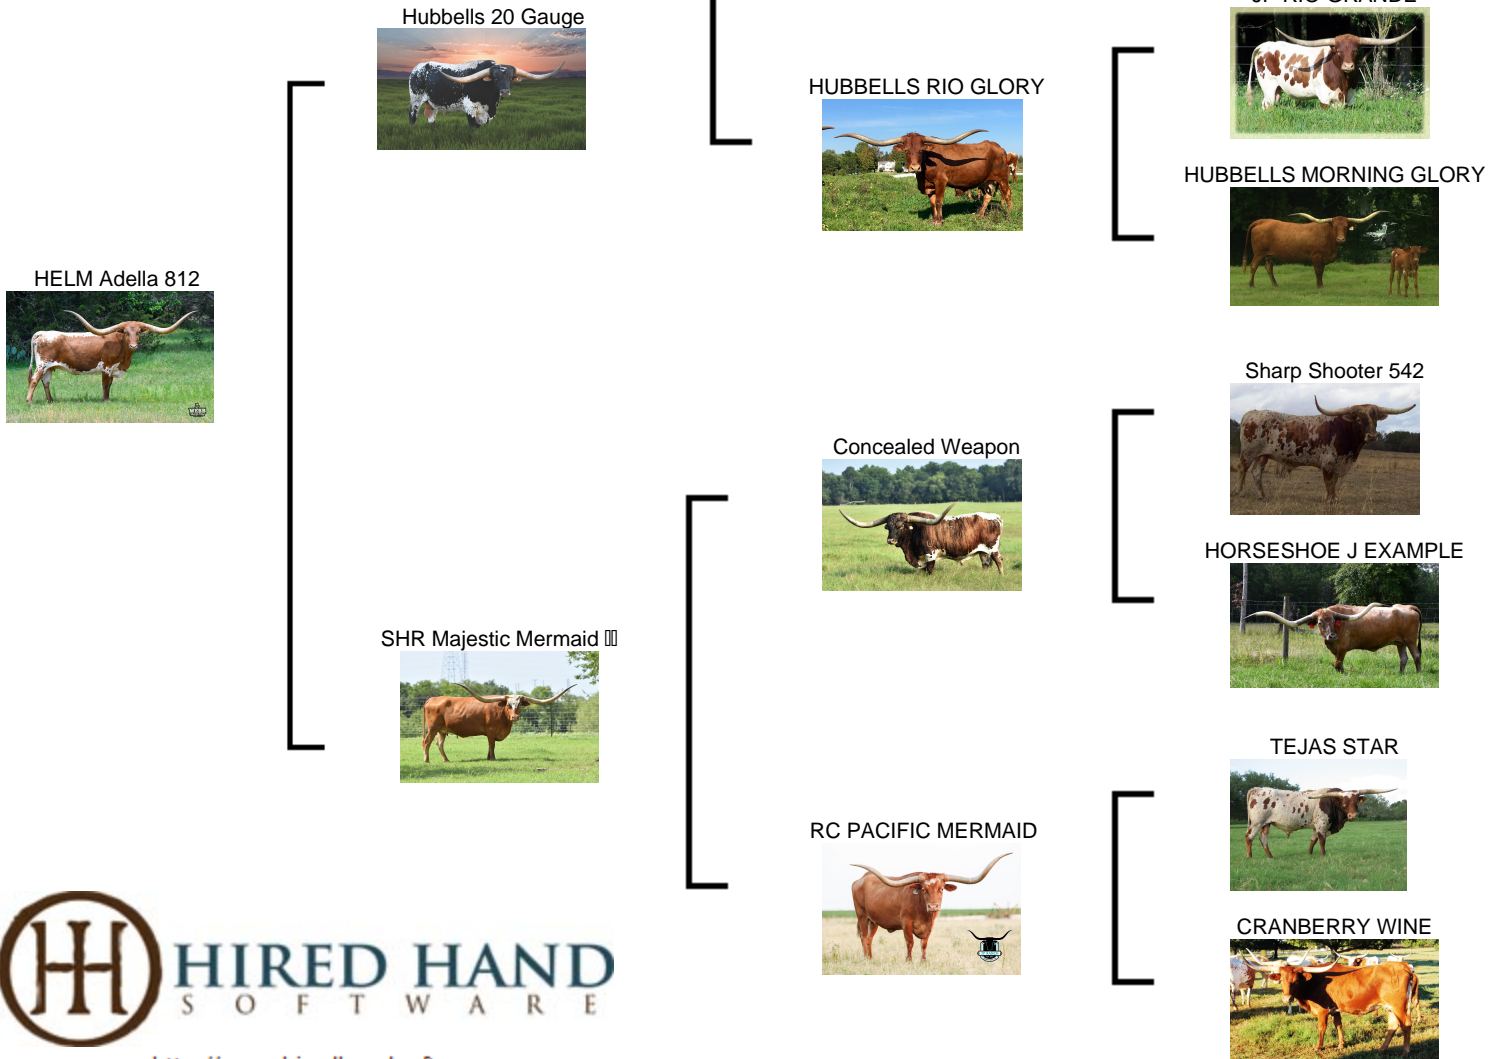 Hubbells 20 Gauge
HUBBELLS RIO GLORY
HUBBELLS MORNING GLORY
HELM Adella 812
Sharp Shooter 542
Concealed Weapon
HORSESHOE J EXAMPLE
SHR Majestic Mermaid
TEJAS STAR
RC PACIFIC MERMAID
CRANBERRY WINE
HIRED HAND
SOFTWARE